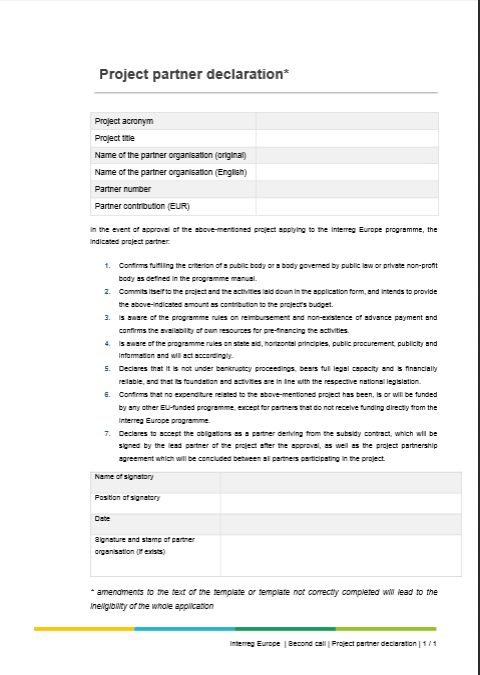 Project partner declaration*
Project acronym
Project title
Name of the partner organisation (original)
Name of the partner organisation (English)
Partner number
Partner contribution (EUR)
In the event of approval of the above-mentioned project applying to the Interreg Europe programme, the
indicated project partner:
1. Confirms fulfilling the criterion of a public body or a body governed by public law or private non-profit
body as defined in the programme manual.
2. Commits itself to the project and the activities laid down in the application form, and intends to provide
the above-indicated amount as contribution to the project's budget.
3. Is aware of the programme rules on reimbursement and non-existence of advance payment and
confirms the availability of own resources for pre-financing the activities.
4. Is aware of the programme rules on state aid, horizontal principles, public procurement, publicity and
information and will act accordingly.
5. Declares that it is not under bankruptcy proceedings, bears full legal capacity and is financially
reliable, and that its foundation and activities are in line with the respective national legislation.
6. Confirms that no expenditure related to the above-mentioned project has been, is or will be funded
by any other EU-funded programme, except for partners that do not receive funding directly from the
Interreg Europe programme.
7. Declares to accept the obligations as a partner deriving from the subsidy contract, which will be
signed by the lead partner of the project after the approval, as well as the project partnership
agreement which will be concluded between all partners participating in the project.
Name of signatory
Position of signatory
Date
Signature and stamp of partner
organisation (if exists)
* amendments to the text of the template or template not correctly completed will lead to the
ineligibility of the whole application
Interreg Europe | Second call | Project partner declaration | 1 / 1